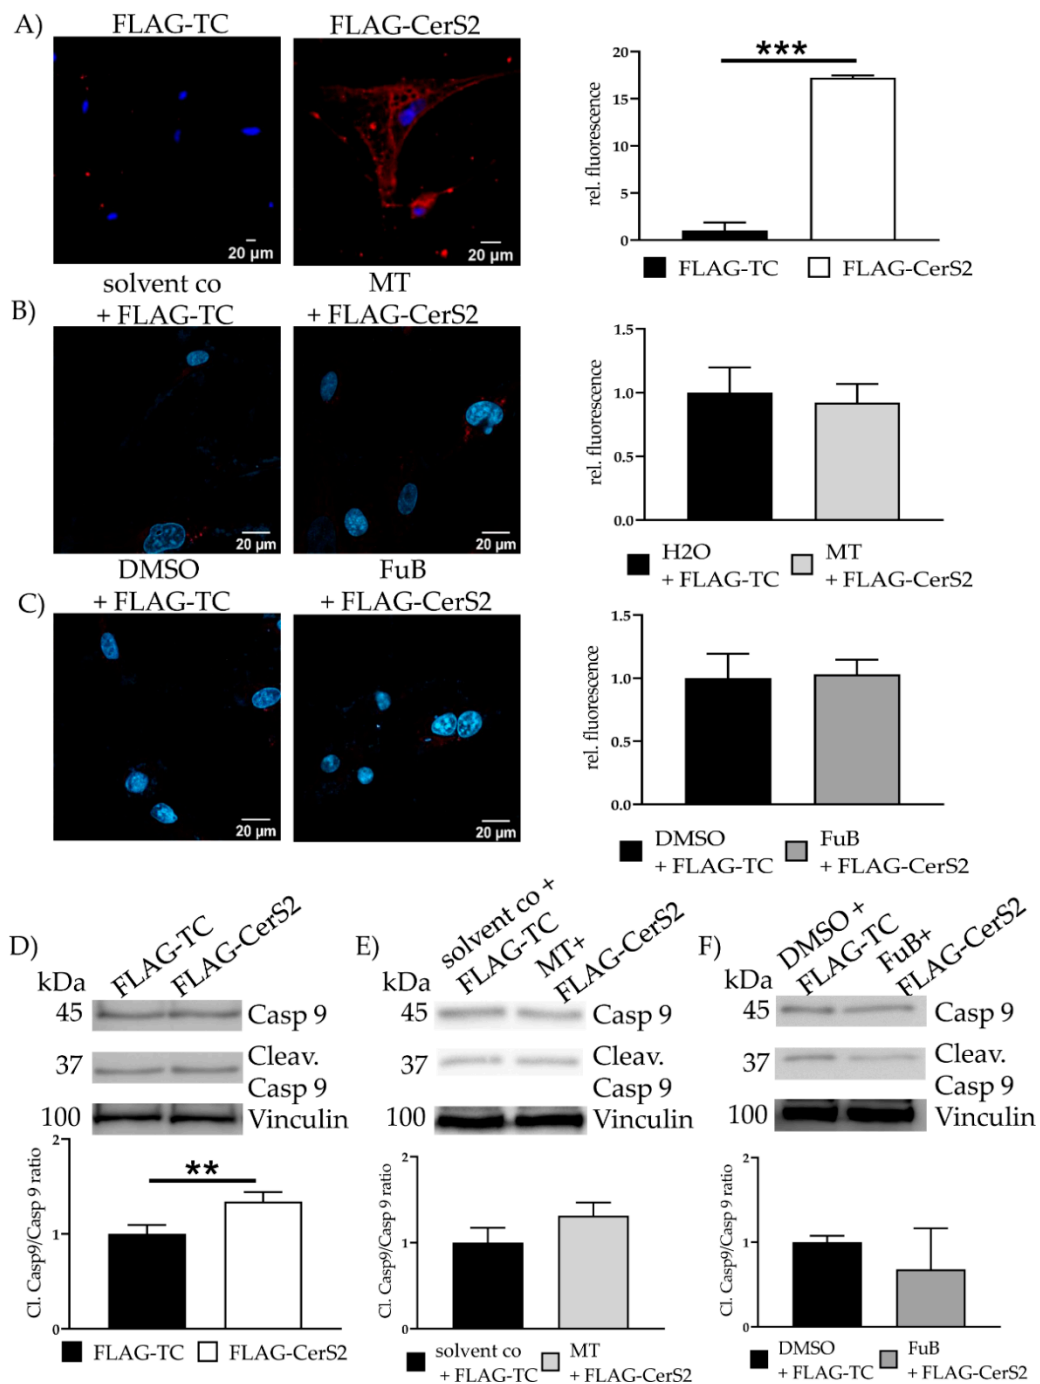 A)
FLAG-TC
FLAG-CerS2
20 µm
20 µm
rel. fluorescence
20
15
10
5
0
***
FLAG-TC
FLAG-CerS2
B)
solvent co
+ FLAG-TC
MT
+ FLAG-CerS2
20 µm
20 µm
rel. fluorescence
1.5
1.0
0.5
0.0
H2O
+ FLAG-TC
MT
+ FLAG-CerS2
C)
DMSO
+ FLAG-TC
FuB
+ FLAG-CerS2
20 µm
20 µm
rel. fluorescence
1.5
1.0
0.5
0.0
DMSO
+ FLAG-TC
FuB
+ FLAG-CerS2
D)
kDa
FLAG-TC
FLAG-CerS2
45
Casp 9
37
Cleav.
Casp 9
100
Vinculin
Cl. Casp9/Casp 9 ratio
2
1
0
**
FLAG-TC
FLAG-CerS2
E)
kDa
solvent co +
FLAG-TC
MT+
FLAG-CerS2
45
Casp 9
37
Cleav.
Casp 9
100
Vinculin
Cl. Casp9/Casp 9 ratio
2
1
0
solvent co
+ FLAG-TC
MT
+ FLAG-CerS2
F)
kDa
DMSO +
FLAG-TC
FuB+
FLAG-CerS2
45
Casp 9
37
Cleav.
Casp 9
100
Vinculin
Cl. Casp9/Casp 9 ratio
2
1
0
DMSO
+ FLAG-TC
FuB
+ FLAG-CerS2